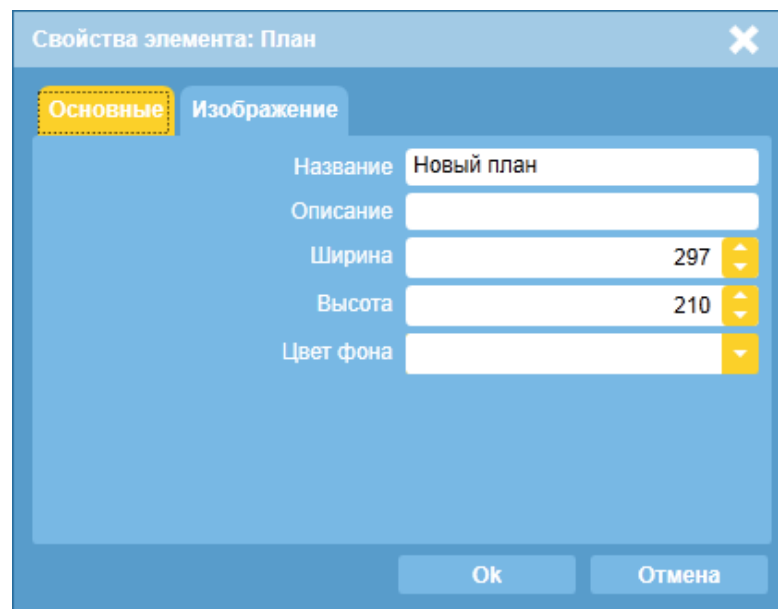 Свойства элемента: План
Основные Изображение
Название Новый план
Описание
Ширина 297
Высота 210
Цвет фона
Ok Отмена